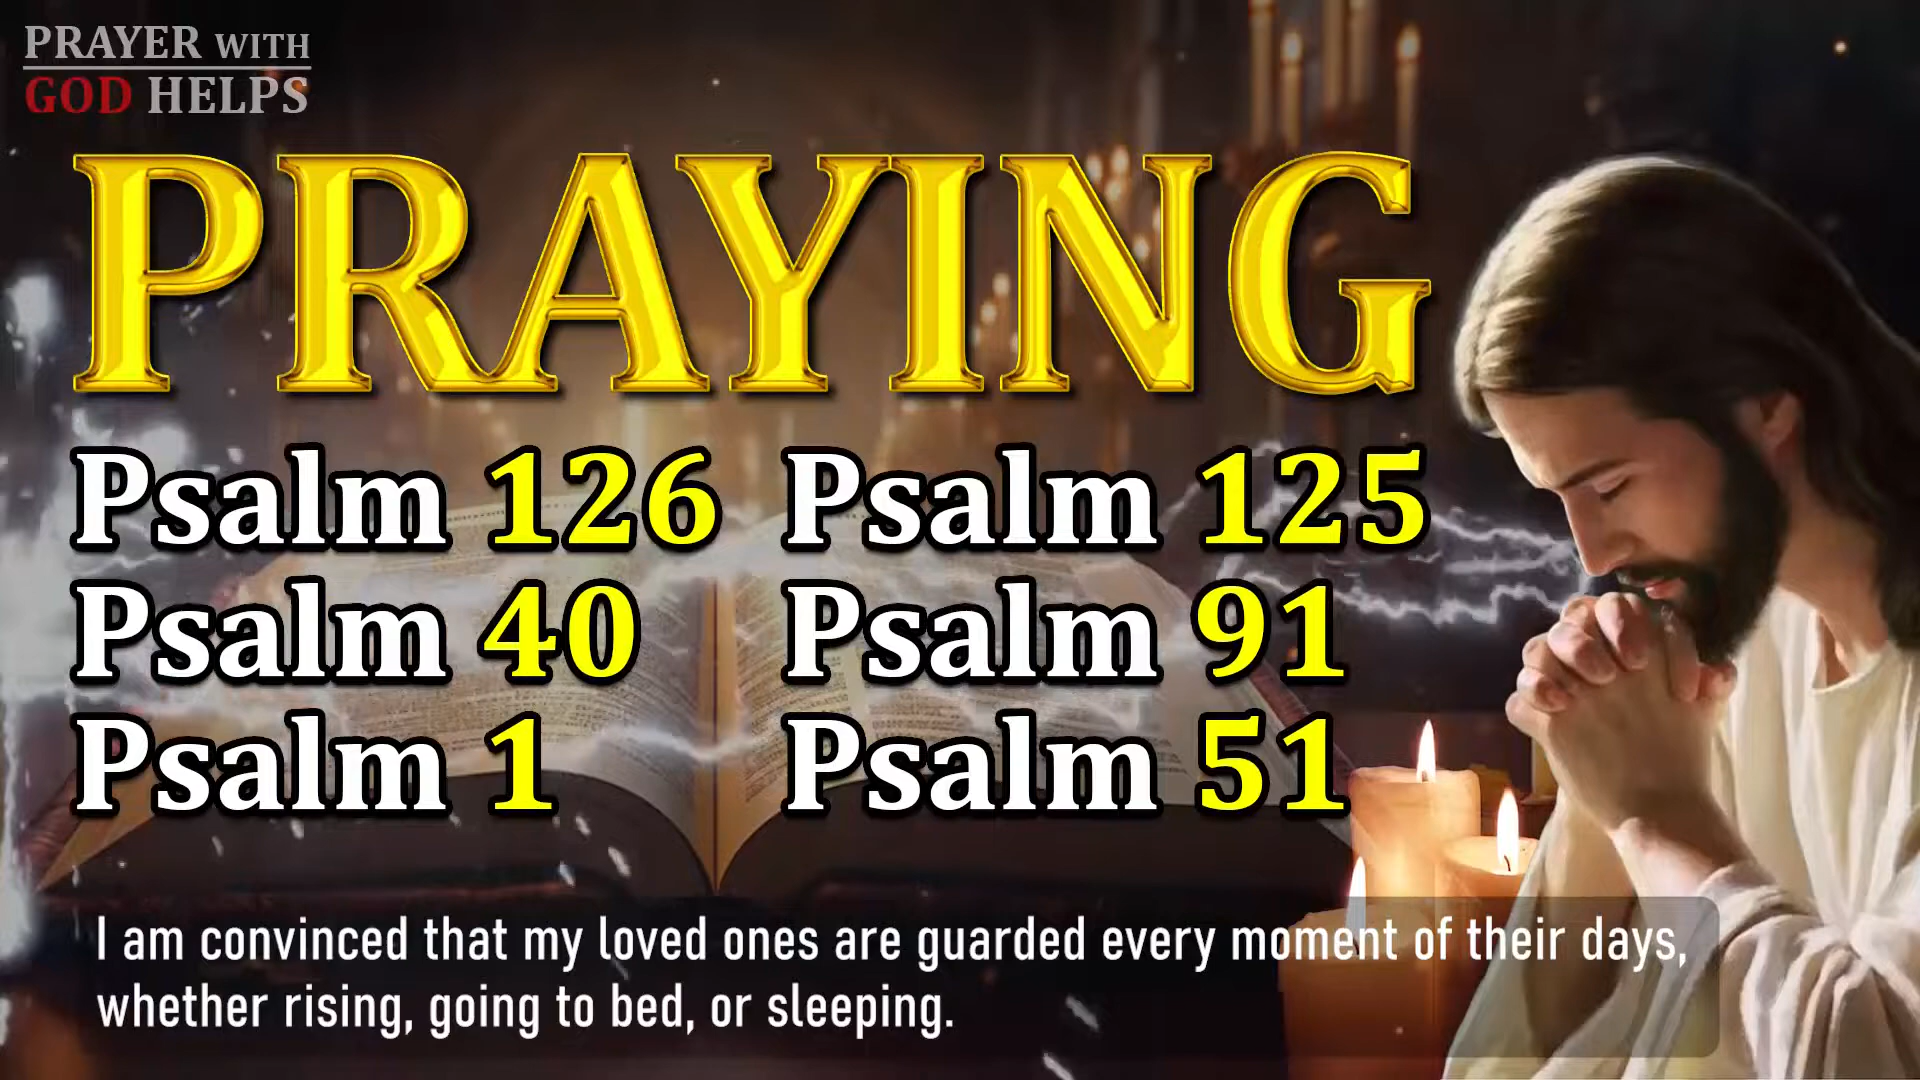 PRAYER WITH
GOD HELPS
PRAYING
Psalm 126 Psalm 125
Psalm 40 Psalm 91
Psalm 1 Psalm 51
I am convinced that my loved ones are guarded every moment of their days,
whether rising, going to bed, or sleeping.